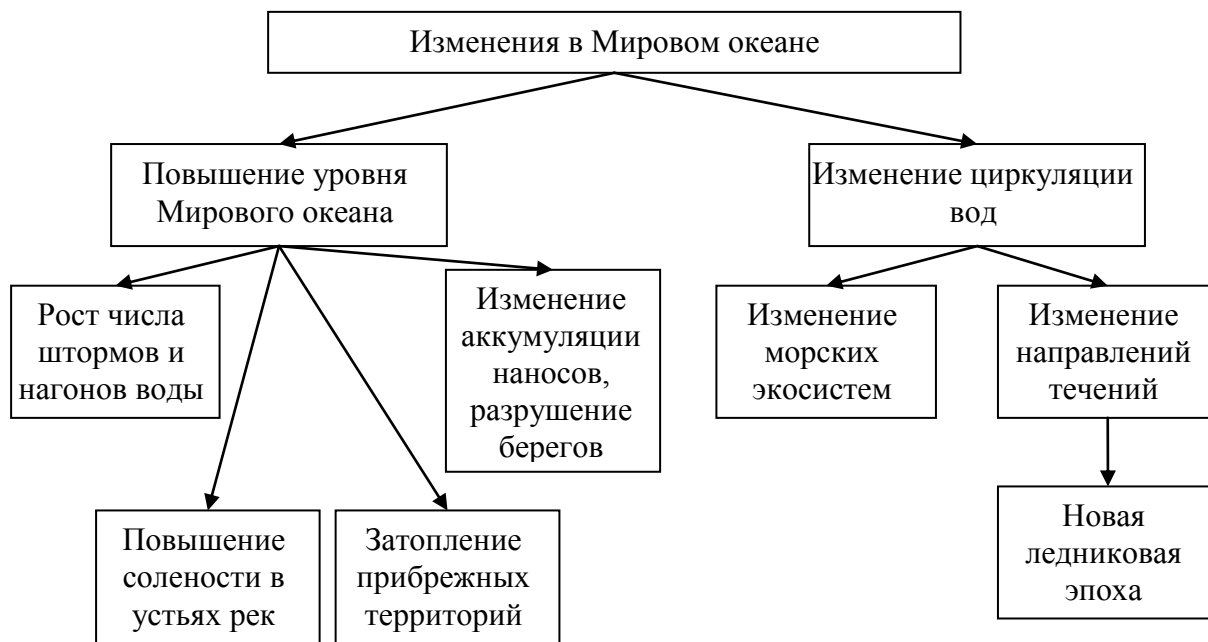 Изменения в Мировом океане
Повышение уровня
Мирового океана
Изменение циркуляции
вод
Рост числа
штормов и
нагонов воды
Изменение
аккумуляции
наносов,
разрушение
берегов
Изменение
морских
экосистем
Изменение
направлений
течений
Повышение
солености в
устьях рек
Затопление
прибрежных
территорий
Новая
ледниковая
эпоха